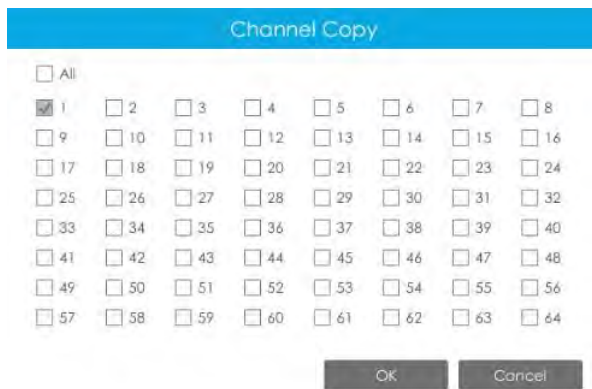 Channel Copy
All
1 2 3 4 5 6 7 8
9 10 11 12 13 14 15 16
17 18 19 20 21 22 23 24
25 26 27 28 29 30 31 32
33 34 35 36 37 38 39 40
41 42 43 44 45 46 47 48
49 50 51 52 53 54 55 56
57 58 59 60 61 62 63 64
OK Cancel